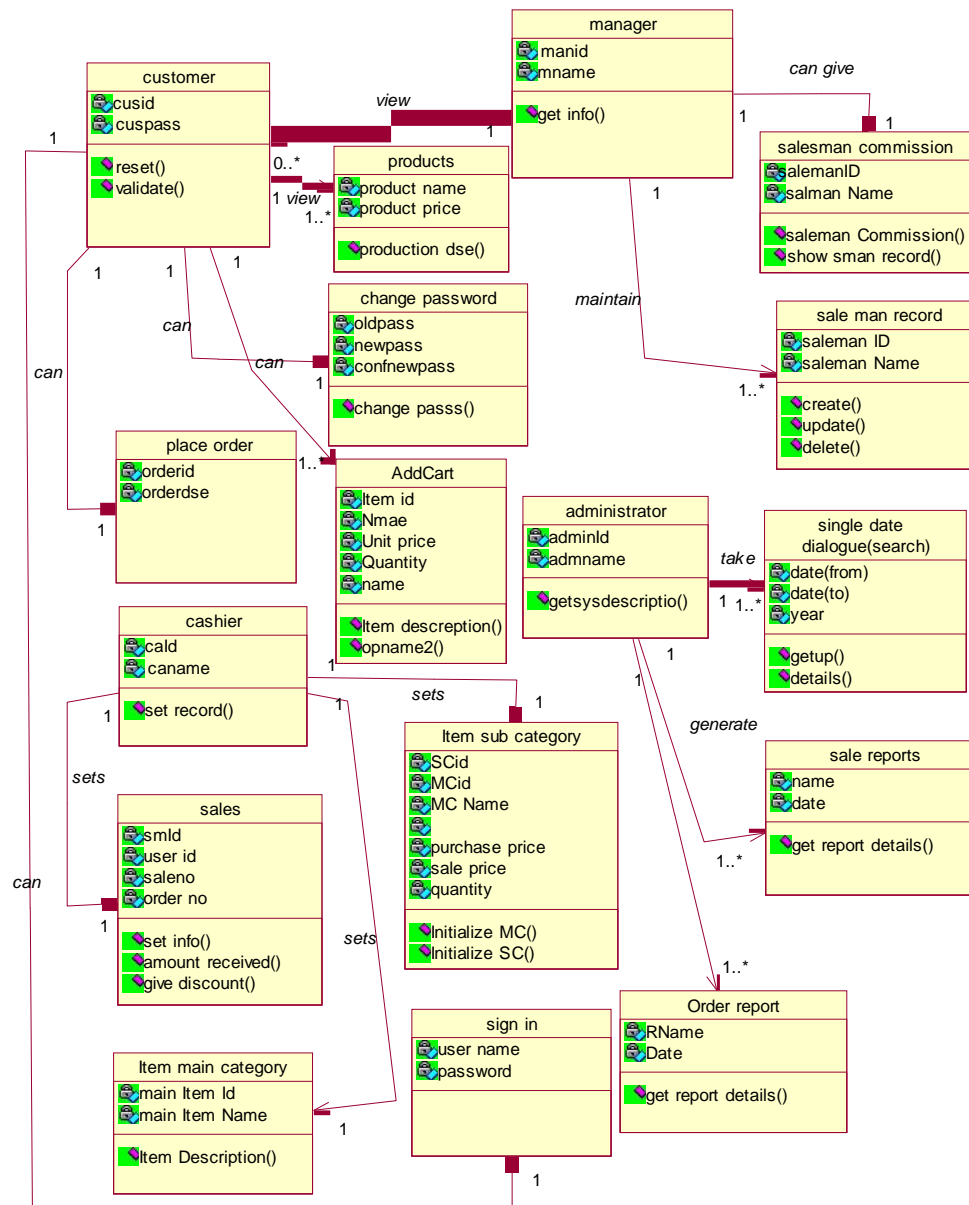 manager
manid
mname
get info()
customer
cusid
cuspass
reset()
validate()
view
1
0..*
can give
1
1
salesman commission
salemanID
salman Name
saleman Commission()
show sman record()
products
product name
product price
production dse()
1
view
1..*
1
1
1
1
1
maintain
1..*
sale man record
saleman ID
saleman Name
create()
update()
delete()
change password
oldpass
newpass
confnewpass
change passs()
can
1
can
can
place order
orderid
orderdse
1
1..*
AddCart
Item id
Nmae
Unit price
Quantity
name
Item descreption()
opname2()
administrator
adminId
admname
getsysdescriptio()
take
1
1..*
single date
dialogue(search)
date(from)
date(to)
year
getup()
details()
cashier
caId
caname
set record()
1
sets
1
1
1
1
1
generate
Item sub category
SCid
MCid
MC Name
purchase price
sale price
quantity
Initialize MC()
Initialize SC()
sale reports
name
date
get report details()
1..*
sets
sales
smId
user id
saleno
order no
set info()
amount received()
give discount()
can
1
sets
1..*
Order report
RName
Date
get report details()
sign in
user name
password
1
Item main category
main Item Id
main Item Name
Item Description()
1